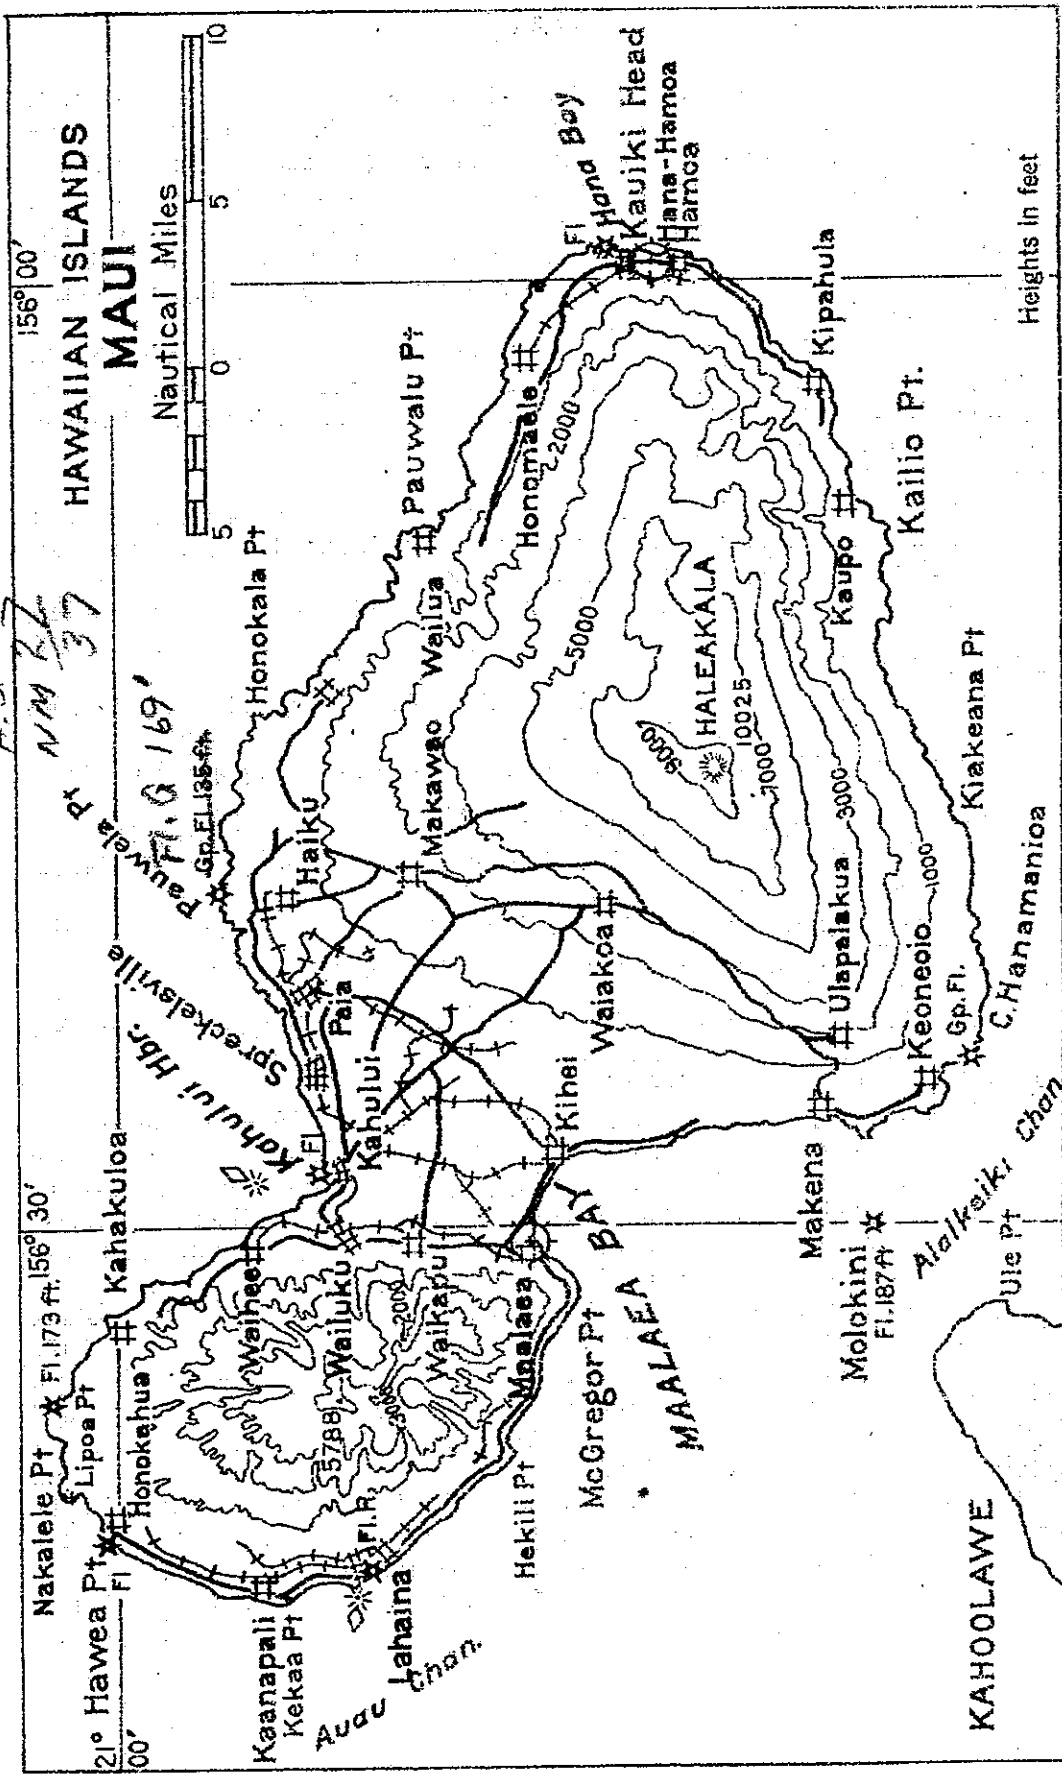 HAWAIIAN ISLANDS
MAUI
Nautical Miles
5 0 5 10
156° 30'
156° 00'
21°
00'
NM
37
Nakalele Pt
Fl. 173 ft.
Lipoa Pt
Hawea Pt
Fl
Honokahua
Kahakuloa
Kaanapali
Kekaa Pt
Auau Chan.
Lahaina
Fl. R.
5788
3000
2000
Waihee
Wailuku
Waikapu
Maalaea
Hekili Pt
McGregor Pt
MAALAEA BAY
Kahului Hbr.
Fl
Kahului
Spreckelsville
Paia
Pauwela Pt
Fl. G 169'
Gp. Fl. 135 ft.
Haiku
Honokala Pt
Makawao
Wailua
Pauwalu Pt
Honomaele
2000
Fl
Hana Bay
Kauiki Head
Hana-Hamoa
Hamoa
Kihei
Waiakoa
5000
9000
HALEAKALA
10025
7000
3000
1000
Kipahula
Kaupo
Kailio Pt.
Ulapalakua
Makena
Keoneoio
Gp. Fl.
C. Hanamanioa
Kiakeana Pt
Molokini
Fl. 187 ft
Alalkeiki Chan
Ule Pt
KAHOOLAWE
Heights in feet